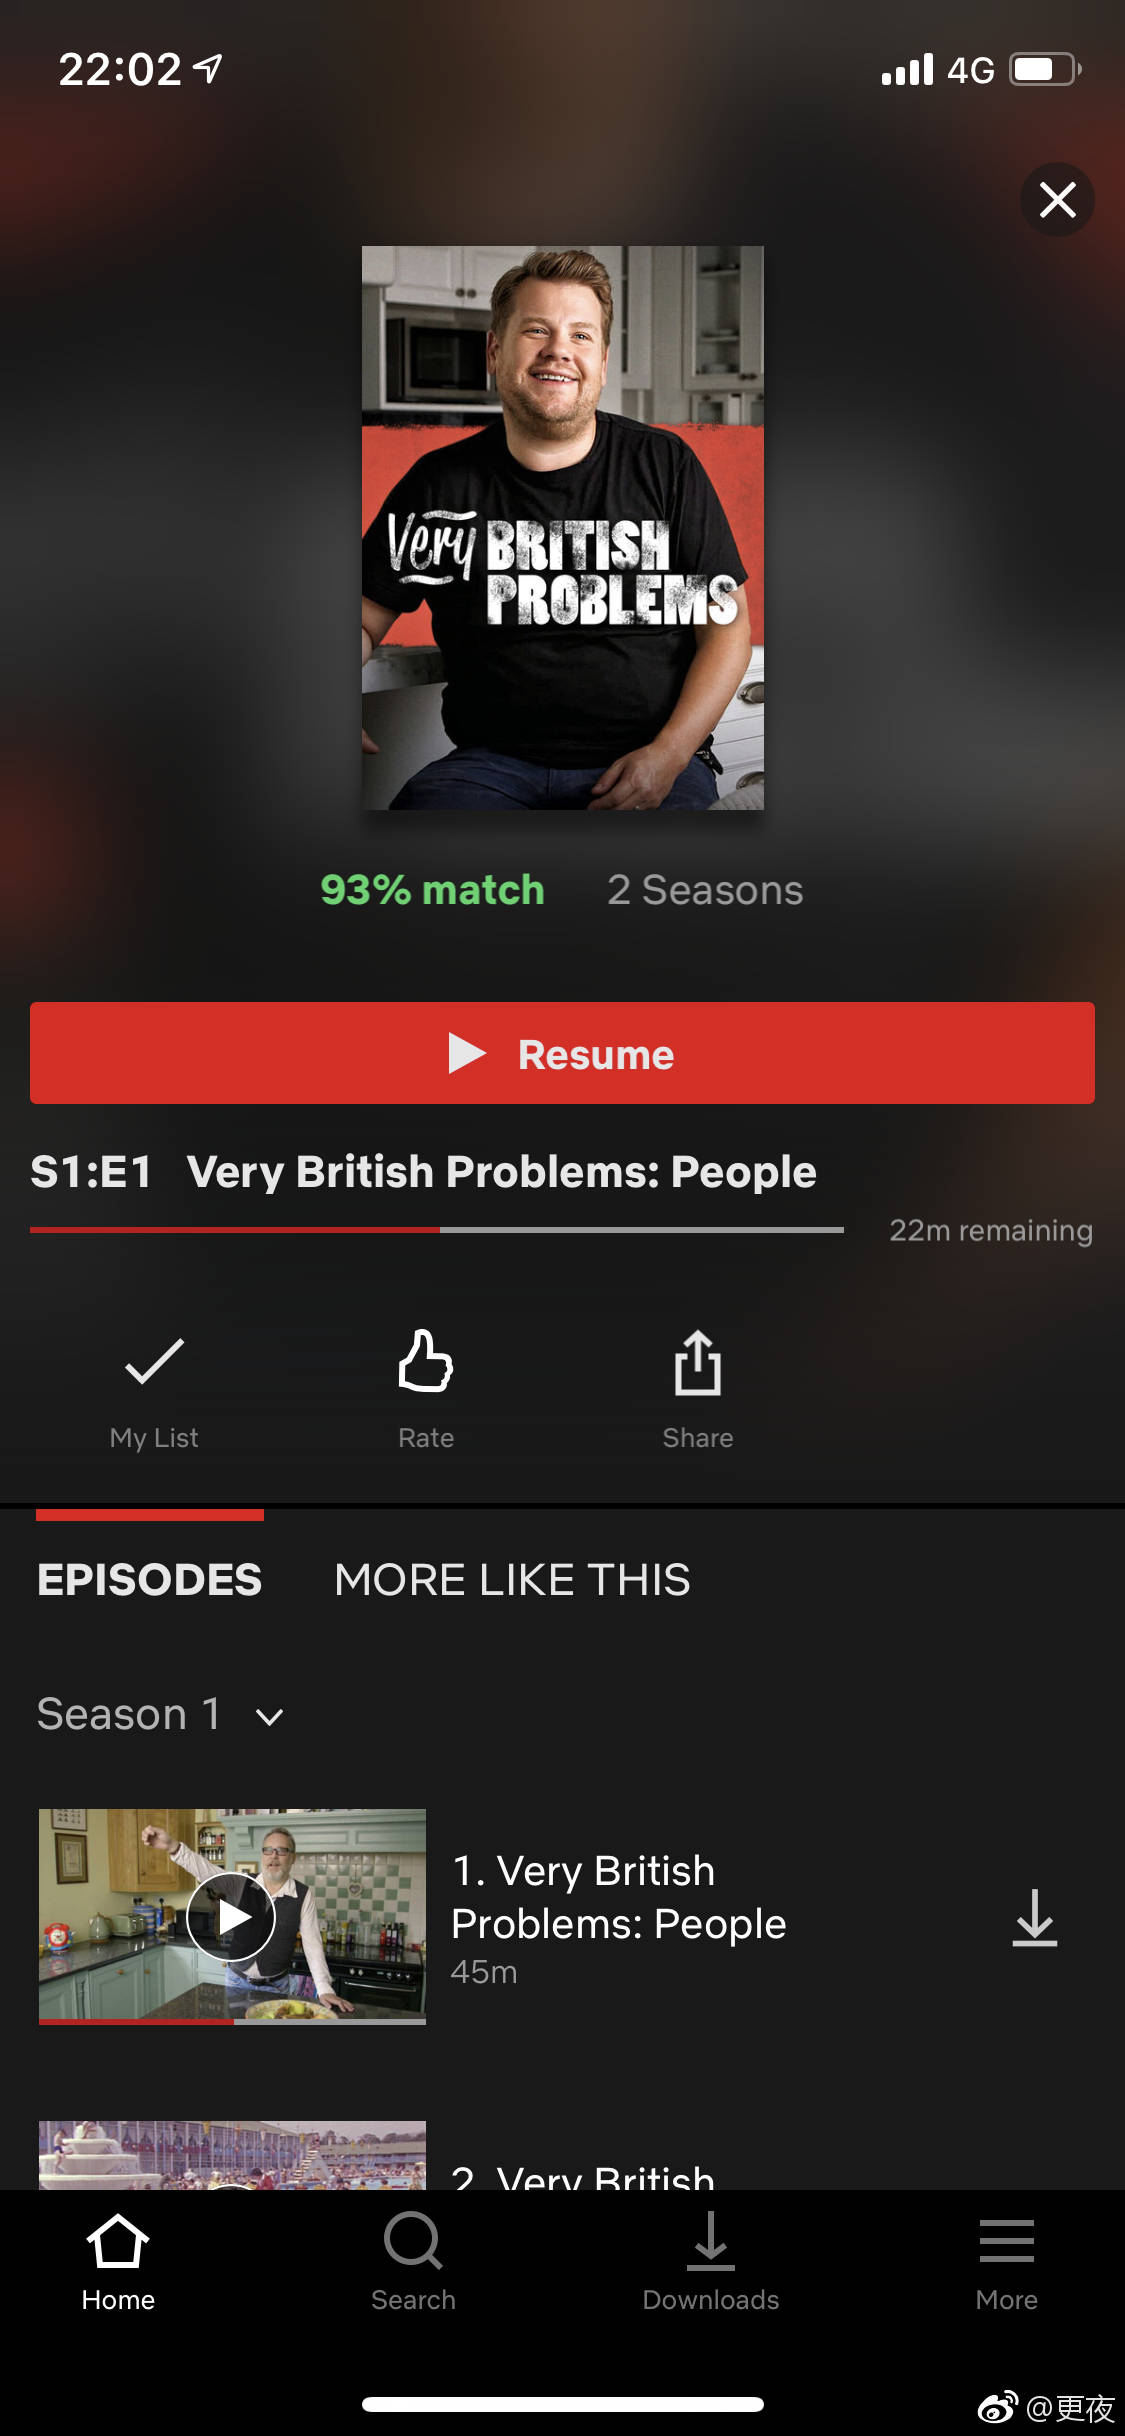 22:02
4G
Very BRITISH
PROBLEMS
93% match 2 Seasons
Resume
S1:E1 Very British Problems: People
22m remaining
My List Rate Share
EPISODES MORE LIKE THIS
Season 1
1. Very British
Problems: People
45m
2. Very British
Home Search Downloads More
@更夜